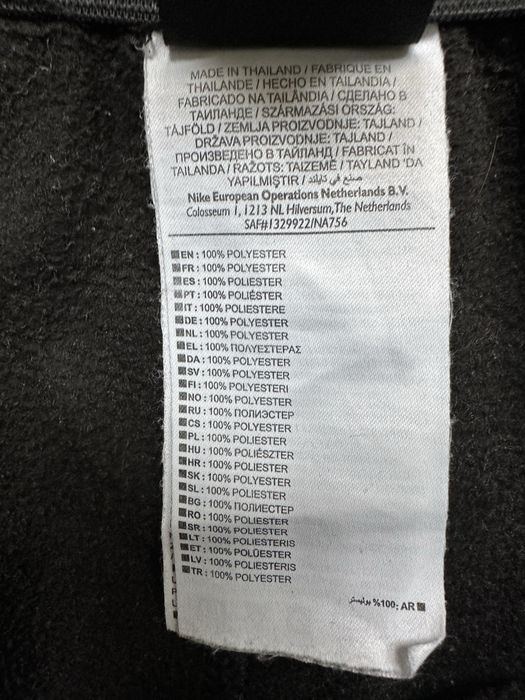 MADE IN THAILAND / FABRIQUE EN
THAILANDE / HECHO EN TAILANDIA /
FABRICADO NA TAILÂNDIA / СДЕЛАНО В
ТАИЛАНДЕ / SZÁRMAZÁSI ORSZÁG:
TÁJFÖLD / ZEMLJA PROIZVODNJE: TAJLAND /
DRŽAVA PROIZVODNJE: TAJLAND /
ПРОИЗВЕДЕНО В ТАЙЛАНД / FABRICAT ÎN
TAILANDA / RAŽOTS: TAIZEMĒ / TAYLAND 'DA
YAPILMIŞTIR / صنع في تايلند
Nike European Operations Netherlands B.V.
Colosseum 1, 1213 NL Hilversum, The Netherlands
SAF#1329922/NA756
EN : 100% POLYESTER
FR : 100% POLYESTER
ES : 100% POLIESTER
PT : 100% POLIÉSTER
IT : 100% POLIESTERE
DE : 100% POLYESTER
NL : 100% POLYESTER
EL : 100% ΠΟΛΥΕΣΤΕΡΑΣ
DA : 100% POLYESTER
SV : 100% POLYESTER
FI : 100% POLYESTERI
NO : 100% POLYESTER
RU : 100% ПОЛИЭСТЕР
CS : 100% POLYESTER
PL : 100% POLIESTER
HU : 100% POLIÉSZTER
HR : 100% POLIESTER
SK : 100% POLYESTER
SL : 100% POLIESTER
BG : 100% ПОЛИЕСТЕР
RO : 100% POLIESTER
SR : 100% POLIESTER
LT : 100% POLIESTERIS
ET : 100% POLÜESTER
LV : 100% POLIESTERIS
TR : 100% POLYESTER
AR :100% بوليستر